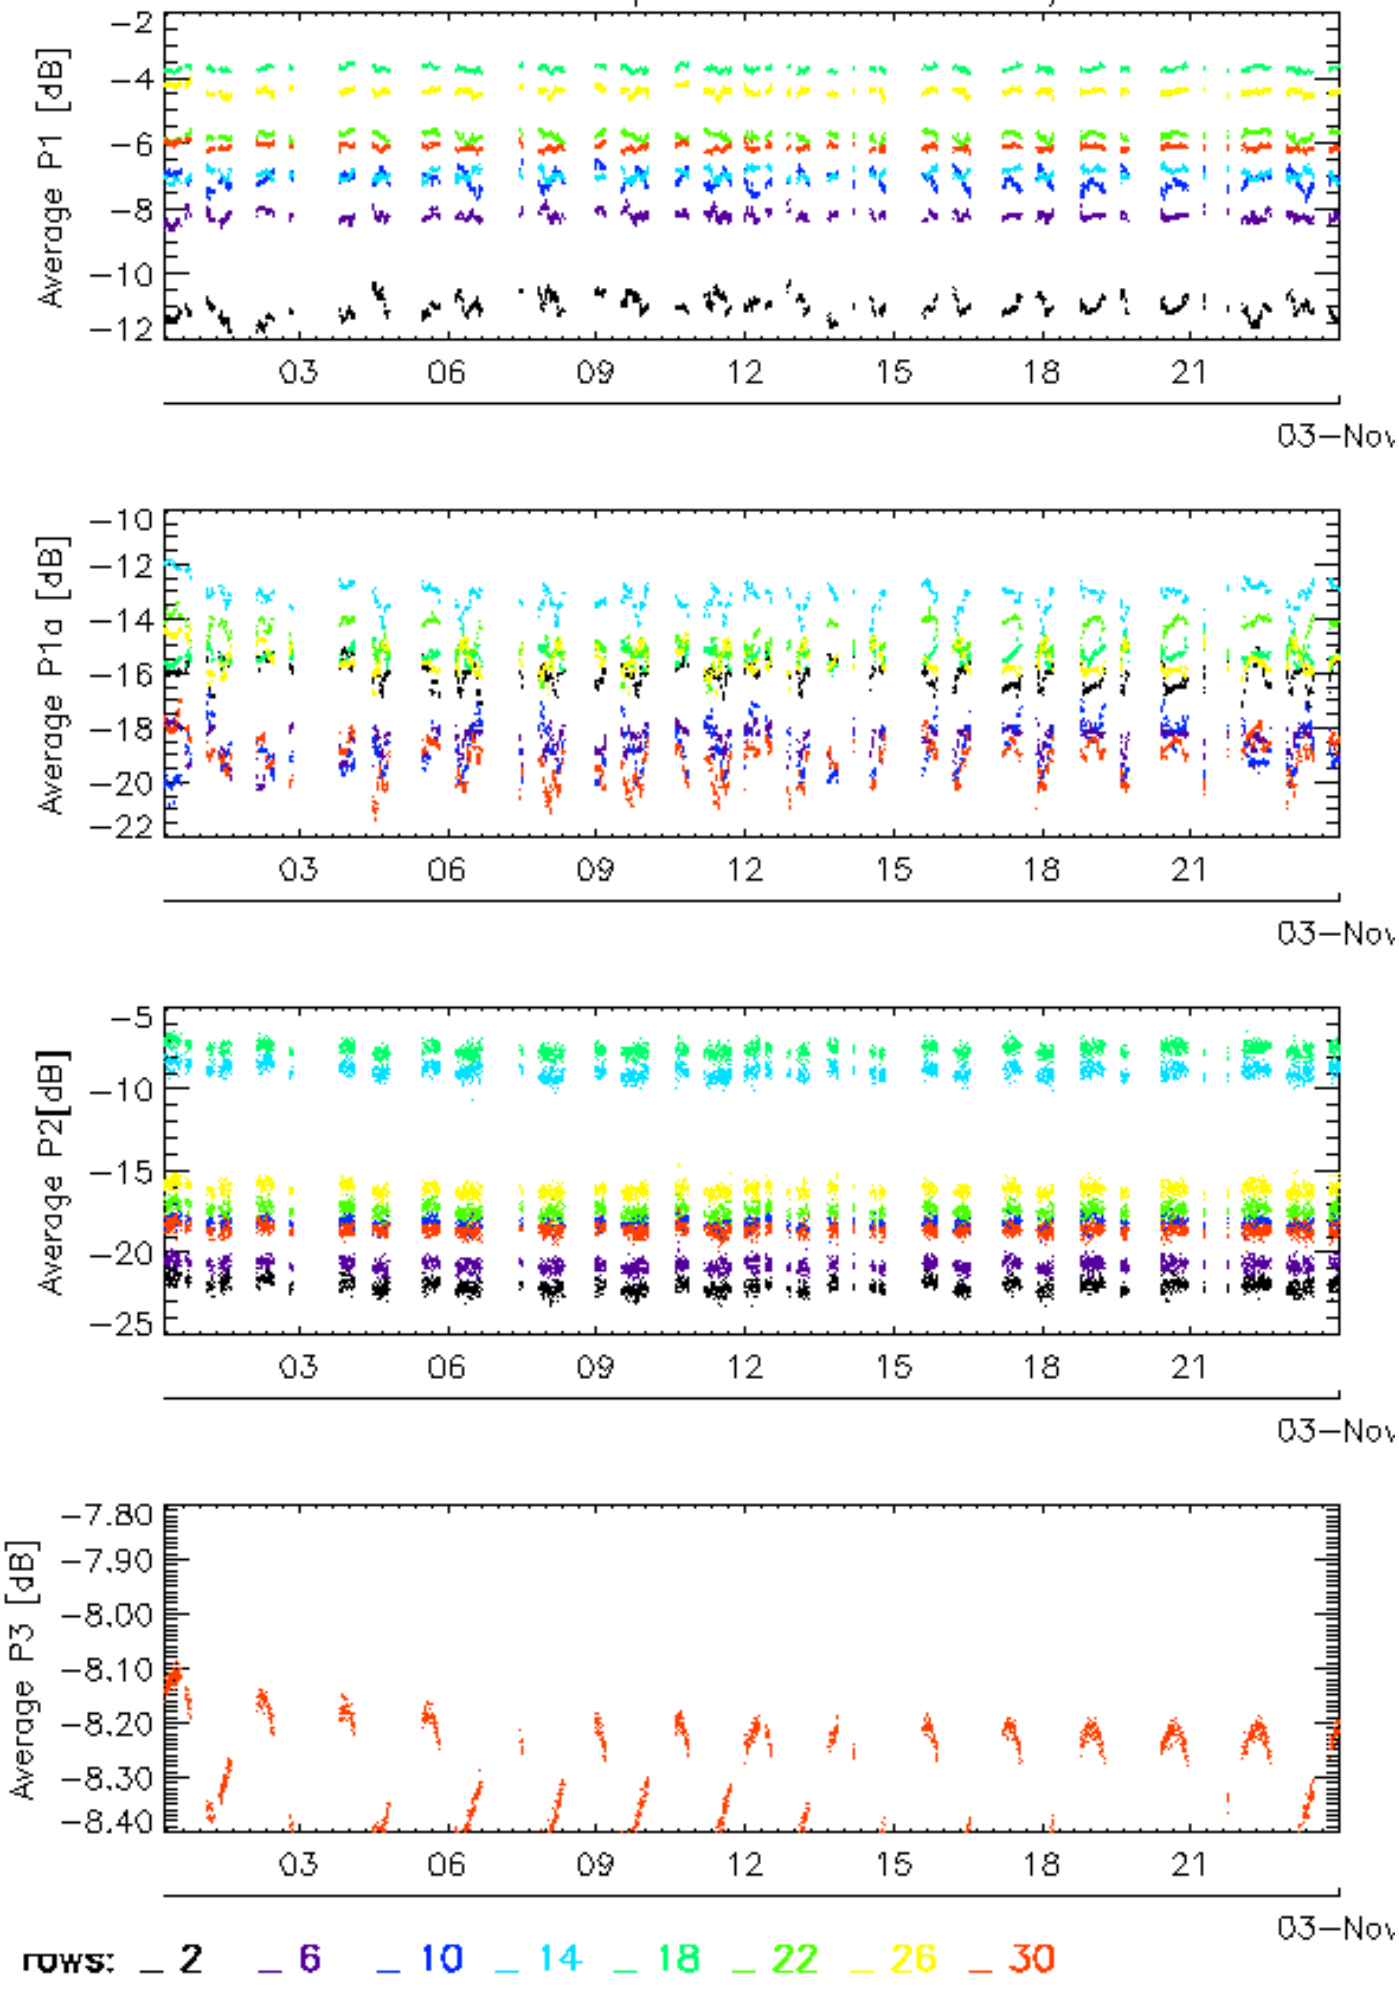 -2
-4
-6
-8
-10
-12
Average P1 [dB]
03 06 09 12 15 18 21
03-Nov
-10
-12
-14
-16
-18
-20
-22
Average P1a [dB]
03 06 09 12 15 18 21
03-Nov
-5
-10
-15
-20
-25
Average P2[dB]
03 06 09 12 15 18 21
03-Nov
-7.80
-7.90
-8.00
-8.10
-8.20
-8.30
-8.40
Average P3 [dB]
03 06 09 12 15 18 21
03-Nov
rows: _ 2 _ 6 _ 10 _ 14 _ 18 _ 22 _ 26 _ 30